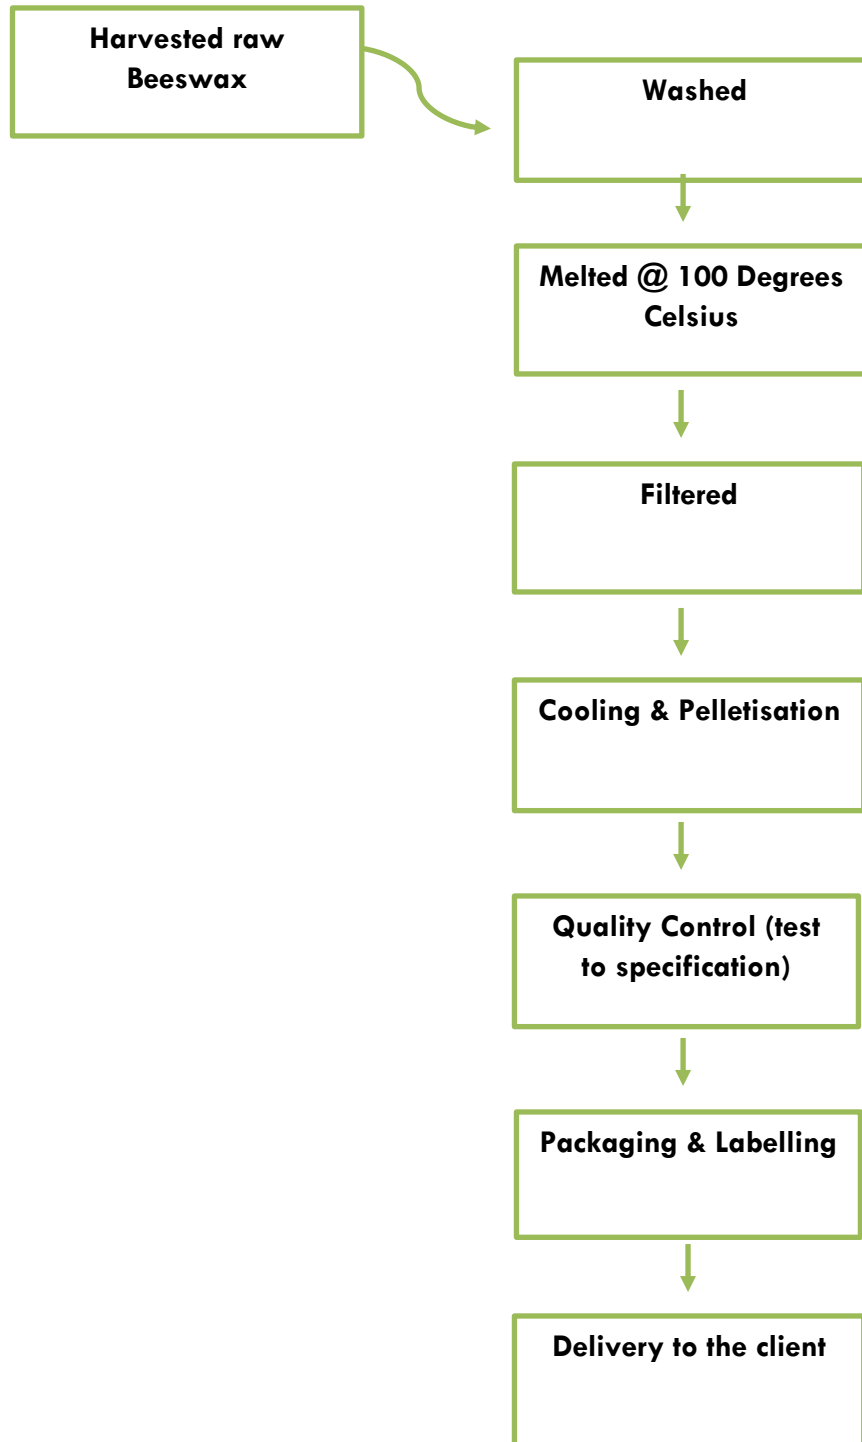 Harvested raw
Beeswax
Washed
Melted @ 100 Degrees
Celsius
Filtered
Cooling & Pelletisation
Quality Control (test
to specification)
Packaging & Labelling
Delivery to the client